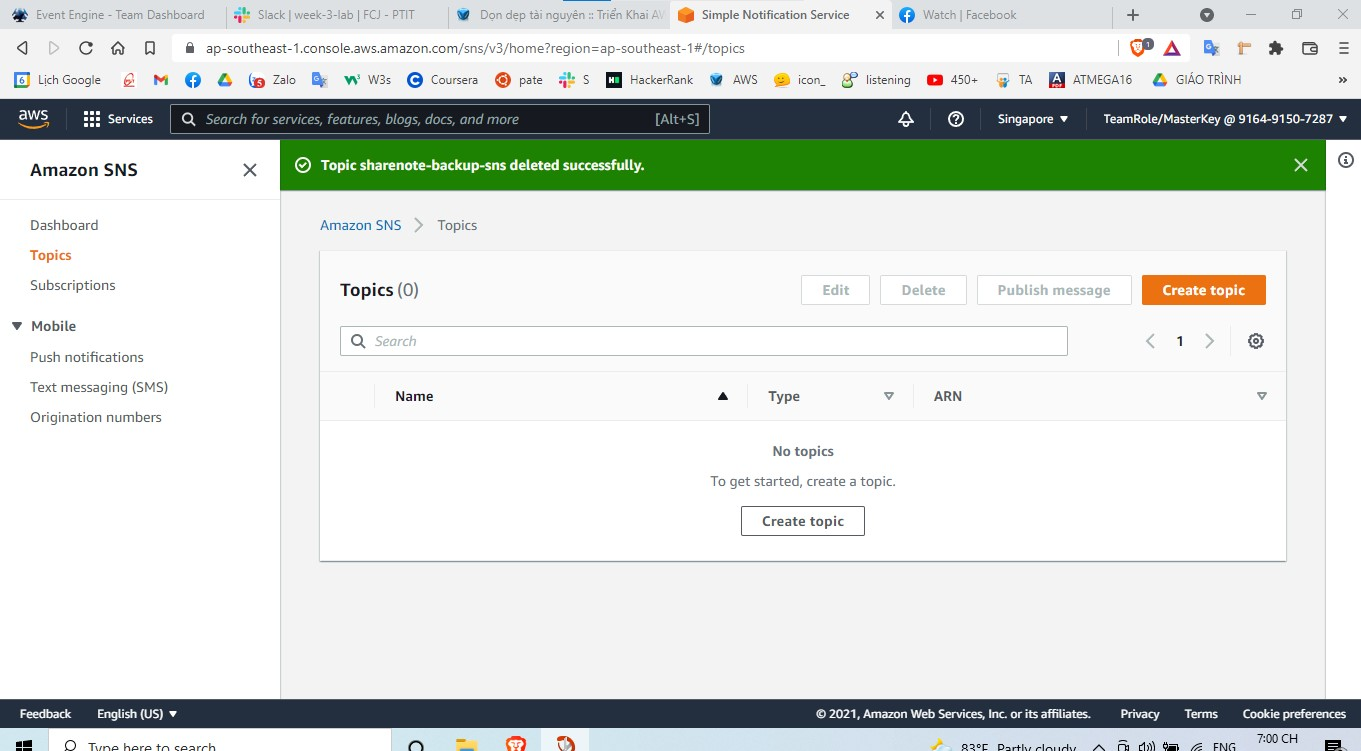 Event Engine - Team Dashboard
Slack | week-3-lab | FCJ - PTIT
Dọn dẹp tài nguyên :: Triển Khai AW
Simple Notification Service
Watch | Facebook
ap-southeast-1.console.aws.amazon.com/sns/v3/home?region=ap-southeast-1#/topics
1
6 Lịch Google
5 Zalo
W3s
Coursera
pate
S
HackerRank
AWS
icon_
listening
450+
TA
ATMEGA16
GIÁO TRÌNH
aws
Services
Search for services, features, blogs, docs, and more [Alt+S]
Singapore
TeamRole/MasterKey @ 9164-9150-7287
Amazon SNS
Topic sharenote-backup-sns deleted successfully.
Dashboard
Topics
Subscriptions
Mobile
Push notifications
Text messaging (SMS)
Origination numbers
Amazon SNS > Topics
Topics (0)
Edit
Delete
Publish message
Create topic
Search
1
Name
Type
ARN
No topics
To get started, create a topic.
Create topic
Feedback
English (US)
© 2021, Amazon Web Services, Inc. or its affiliates.
Privacy
Terms
Cookie preferences
Type here to search
83°F Partly cloudy
ENG
7:00 CH